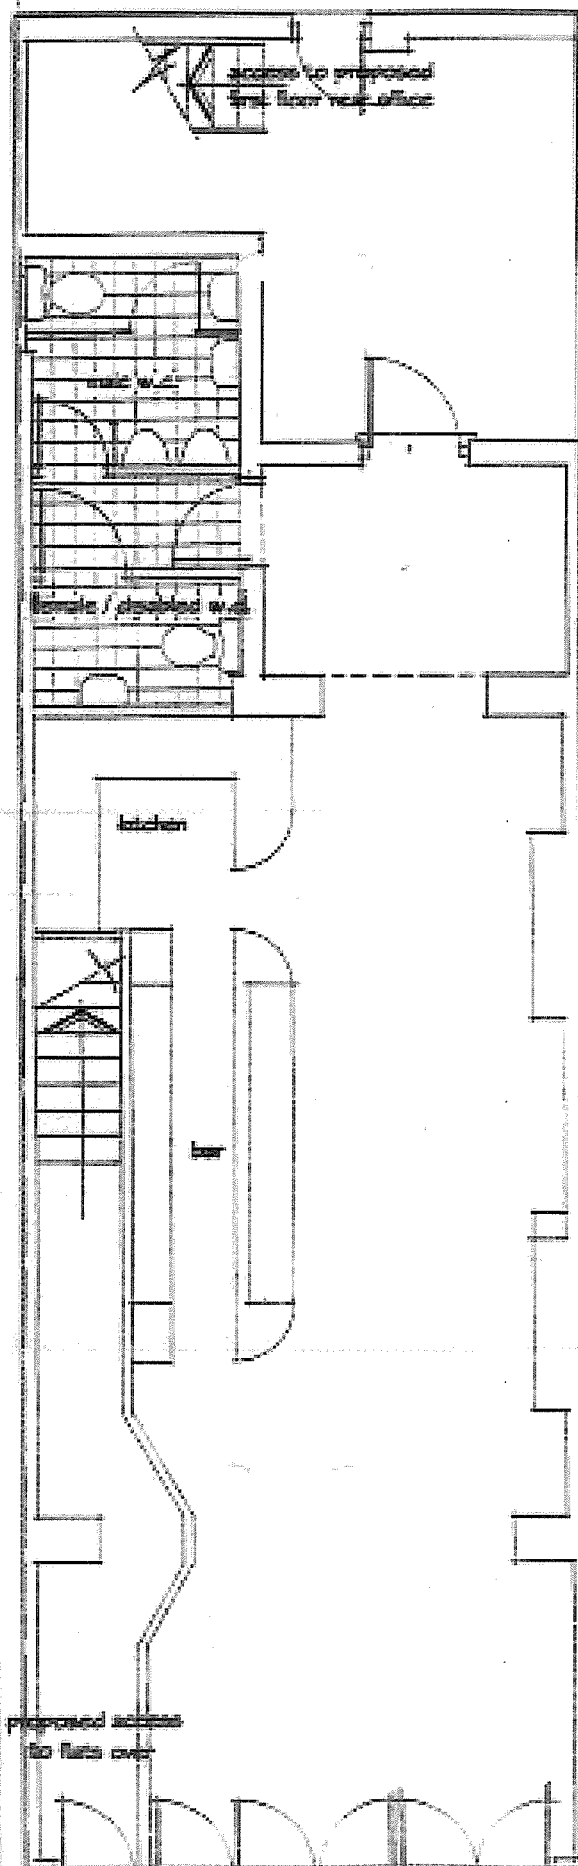 access to proposed
first floor rear office
male w.c.
female / disabled w.c.
kitchen
bar
proposed access
to flats over